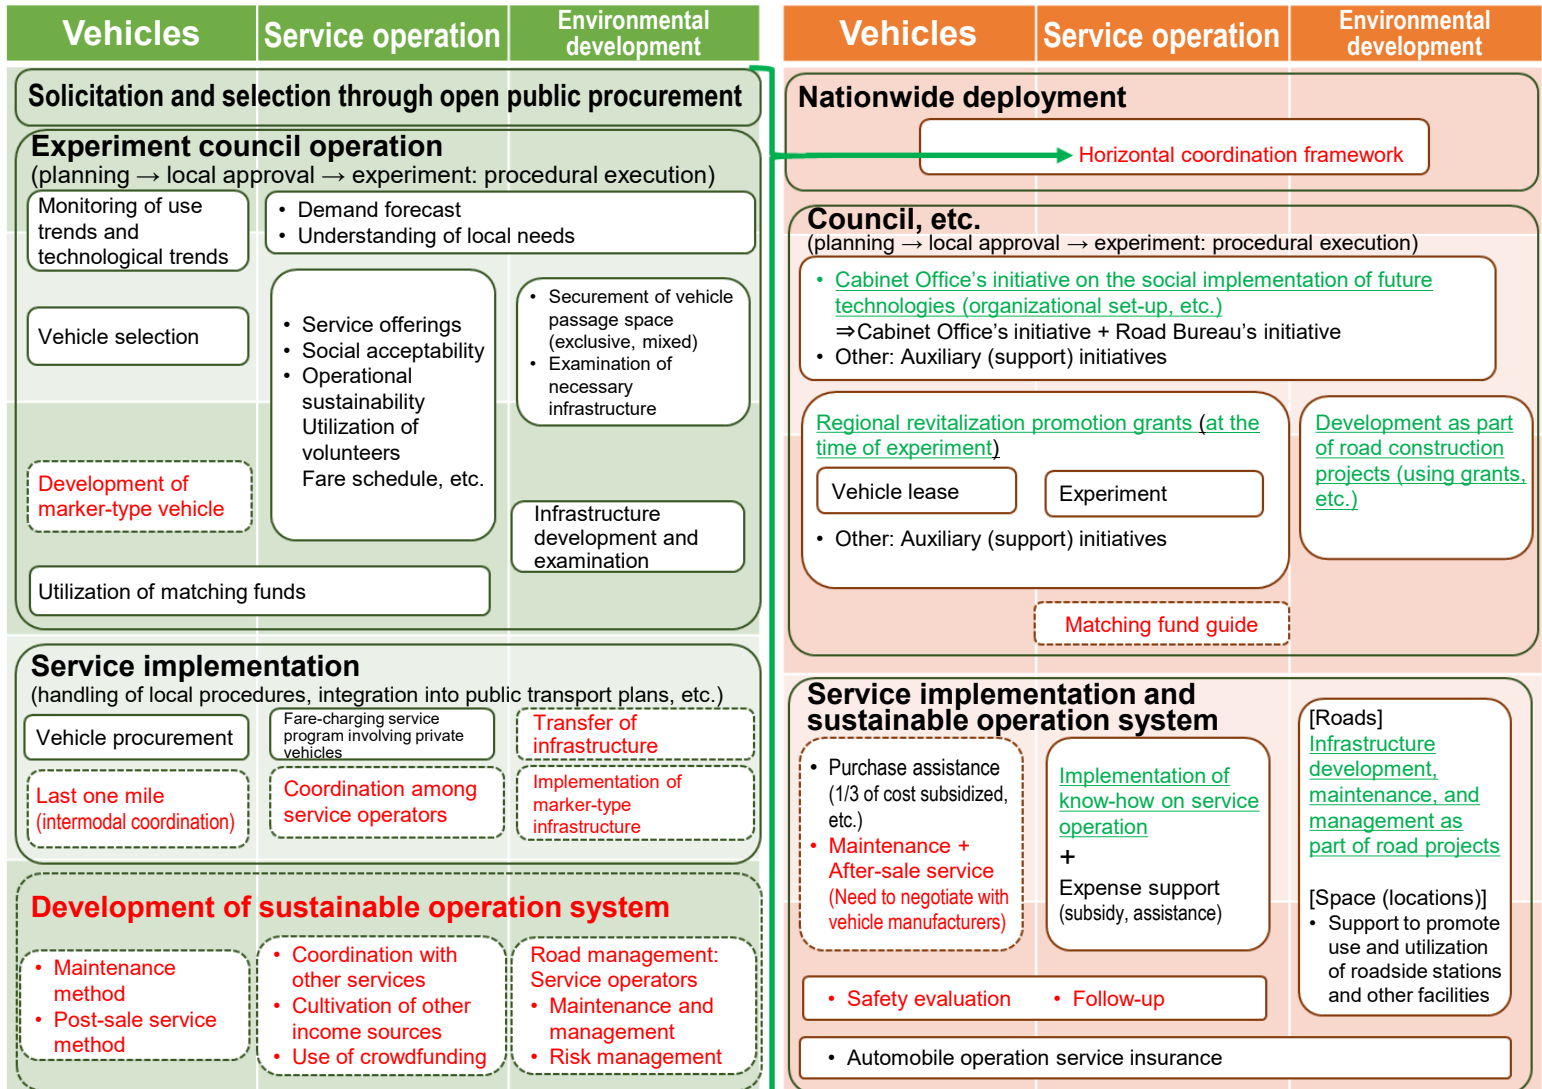 Vehicles
Service operation
Environmental
development
Solicitation and selection through open public procurement
Experiment council operation
(planning → local approval → experiment: procedural execution)
Monitoring of use
trends and
technological trends
• Demand forecast
• Understanding of local needs
Vehicle selection
• Service offerings
• Social acceptability
• Operational
sustainability
Utilization of
volunteers
Fare schedule, etc.
• Securement of vehicle
passage space
(exclusive, mixed)
• Examination of
necessary
infrastructure
Development of
marker-type vehicle
Infrastructure
development and
examination
Utilization of matching funds
Service implementation
(handling of local procedures, integration into public transport plans, etc.)
Vehicle procurement
Fare-charging service
program involving private
vehicles
Transfer of
infrastructure
Last one mile
(intermodal coordination)
Coordination among
service operators
Implementation of
marker-type
infrastructure
Development of sustainable operation system
• Maintenance
method
• Post-sale service
method
• Coordination with
other services
• Cultivation of other
income sources
• Use of crowdfunding
Road management:
Service operators
• Maintenance and
management
• Risk management
Vehicles
Service operation
Environmental
development
Nationwide deployment
Horizontal coordination framework
Council, etc.
(planning → local approval → experiment: procedural execution)
• Cabinet Office’s initiative on the social implementation of future
technologies (organizational set-up, etc.)
⇒Cabinet Office’s initiative + Road Bureau’s initiative
• Other: Auxiliary (support) initiatives
Regional revitalization promotion grants (at the
time of experiment)
Vehicle lease
Experiment
• Other: Auxiliary (support) initiatives
Development as part
of road construction
projects (using grants,
etc.)
Matching fund guide
Service implementation and
sustainable operation system
• Purchase assistance
(1/3 of cost subsidized,
etc.)
• Maintenance +
After-sale service
(Need to negotiate with
vehicle manufacturers)
Implementation of
know-how on service
operation
+
Expense support
(subsidy, assistance)
[Roads]
Infrastructure
development,
maintenance, and
management as
part of road projects
[Space (locations)]
• Support to promote
use and utilization
of roadside stations
and other facilities
• Safety evaluation • Follow-up
• Automobile operation service insurance